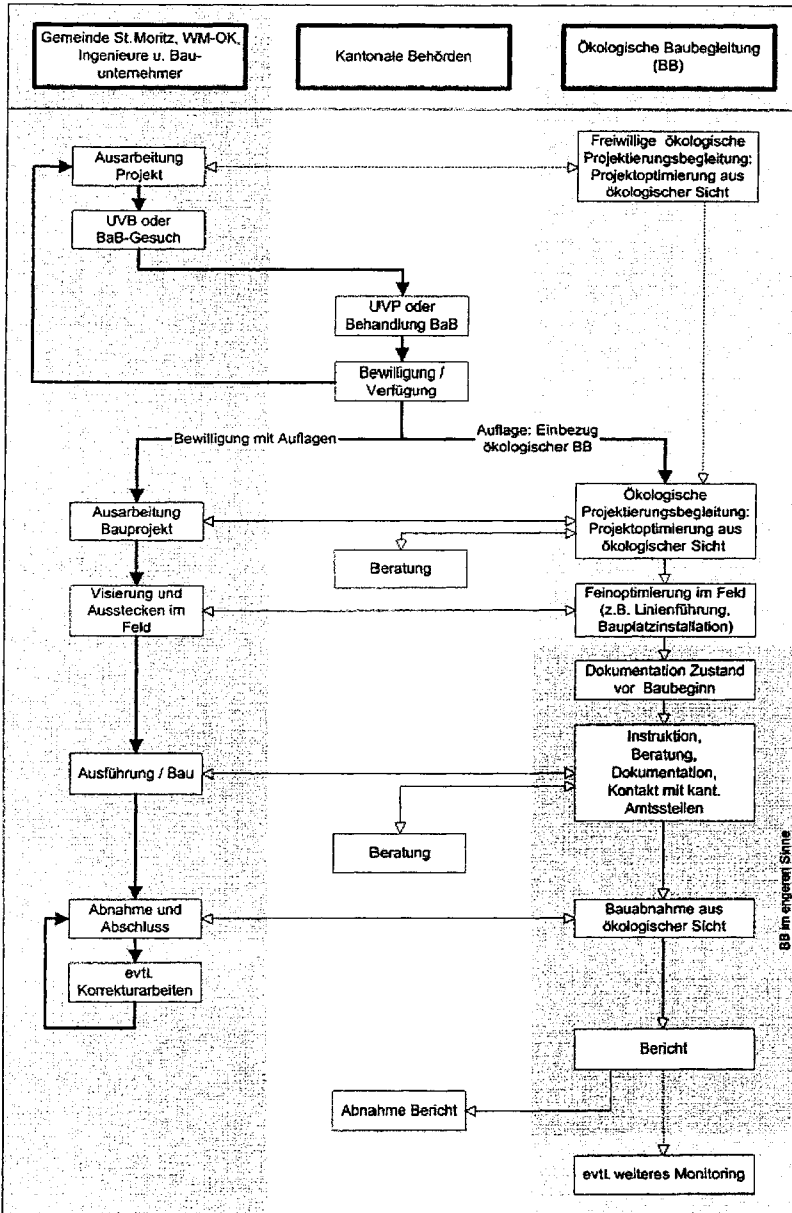 Gemeinde St. Moritz, WM-OK,
Ingenieure u. Bau-
unternehmer
Kantonale Behörden
Ökologische Baubegleitung
(BB)
Ausarbeitung
Projekt
Freiwillige ökologische
Projektierungsbegleitung:
Projektoptimierung aus
ökologischer Sicht
UVB oder
BaB-Gesuch
UVP oder
Behandlung BaB
Bewilligung /
Verfügung
Bewilligung mit Auflagen
Auflage: Einbezug
ökologischer BB
Ausarbeitung
Bauprojekt
Ökologische
Projektierungsbegleitung:
Projektoptimierung aus
ökologischer Sicht
Beratung
Visierung und
Ausstecken im
Feld
Feinoptimierung im Feld
(z.B. Linienführung,
Bauplatzinstallation)
Dokumentation Zustand
vor Baubeginn
Ausführung / Bau
Instruktion,
Beratung,
Dokumentation,
Kontakt mit kant.
Amtsstellen
Beratung
BB im engeren Sinne
Abnahme und
Abschluss
Bauabnahme aus
ökologischer Sicht
evtl.
Korrekturarbeiten
Bericht
Abnahme Bericht
evtl. weiteres Monitoring